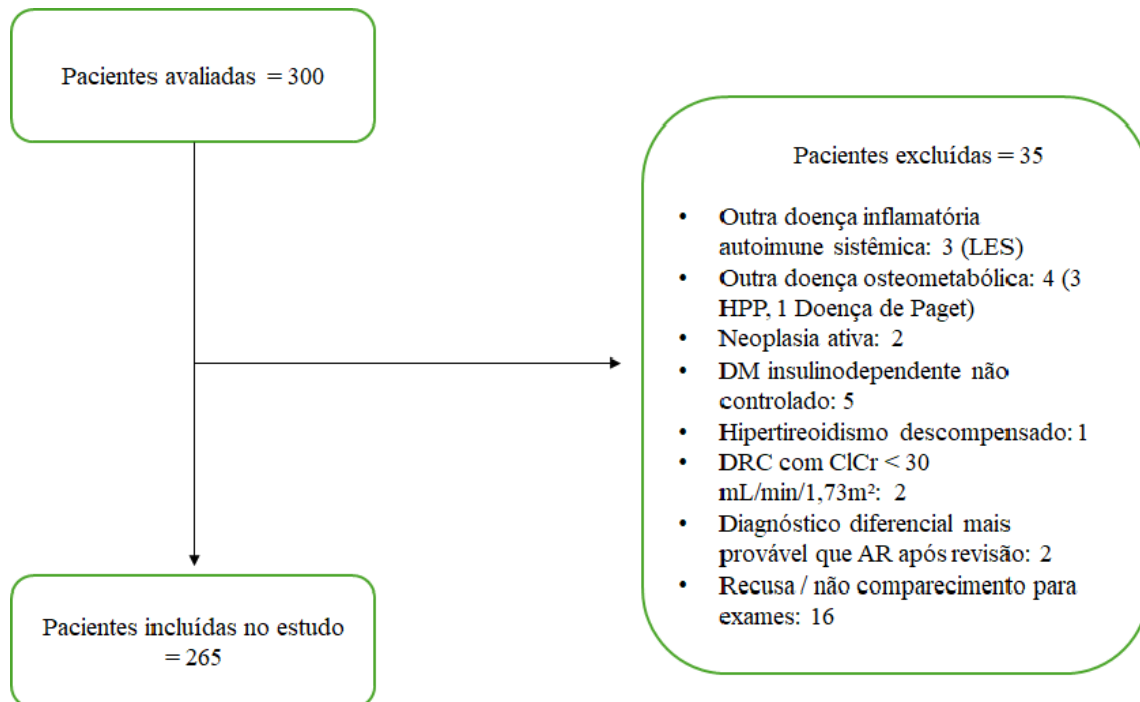 Pacientes avaliadas = 300
Pacientes excluídas = 35
• Outra doença inflamatória
autoimune sistêmica: 3 (LES)
• Outra doença osteometabólica: 4 (3
HPP, 1 Doença de Paget)
• Neoplasia ativa: 2
• DM insulinodependente não
controlado: 5
• Hipertireoidismo descompensado: 1
• DRC com ClCr < 30
mL/min/1,73m²: 2
• Diagnóstico diferencial mais
provável que AR após revisão: 2
• Recusa / não comparecimento para
exames: 16
Pacientes incluídas no estudo
= 265